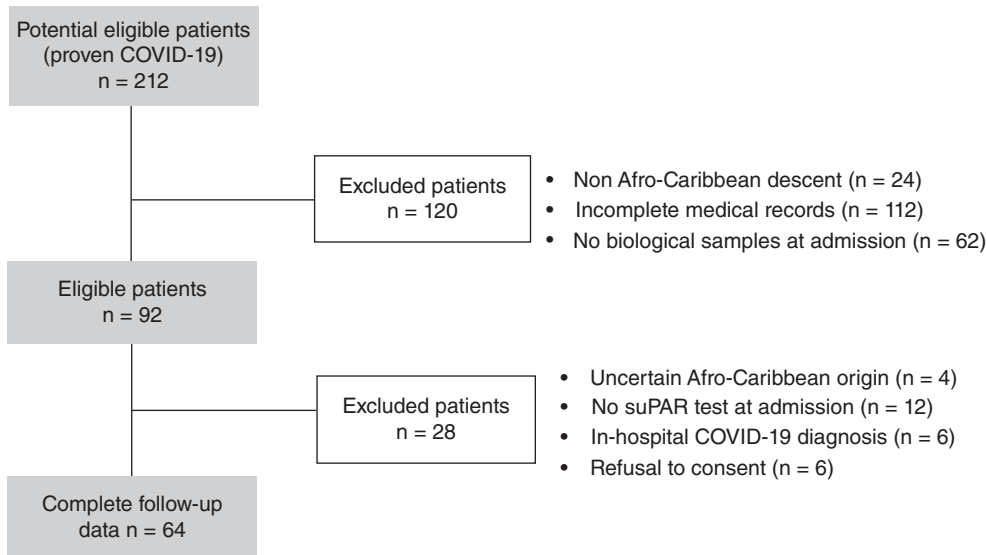 Potential eligible patients
(proven COVID-19)
n = 212
Excluded patients
n = 120
• Non Afro-Caribbean descent (n = 24)
• Incomplete medical records (n = 112)
• No biological samples at admission (n = 62)
Eligible patients
n = 92
Excluded patients
n = 28
• Uncertain Afro-Caribbean origin (n = 4)
• No suPAR test at admission (n = 12)
• In-hospital COVID-19 diagnosis (n = 6)
• Refusal to consent (n = 6)
Complete follow-up
data n = 64